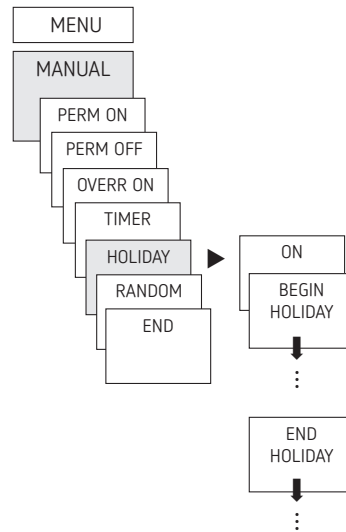 MENU
MANUAL
PERM ON
PERM OFF
OVERR ON
TIMER
HOLIDAY
RANDOM
END
ON
BEGIN
HOLIDAY
END
HOLIDAY